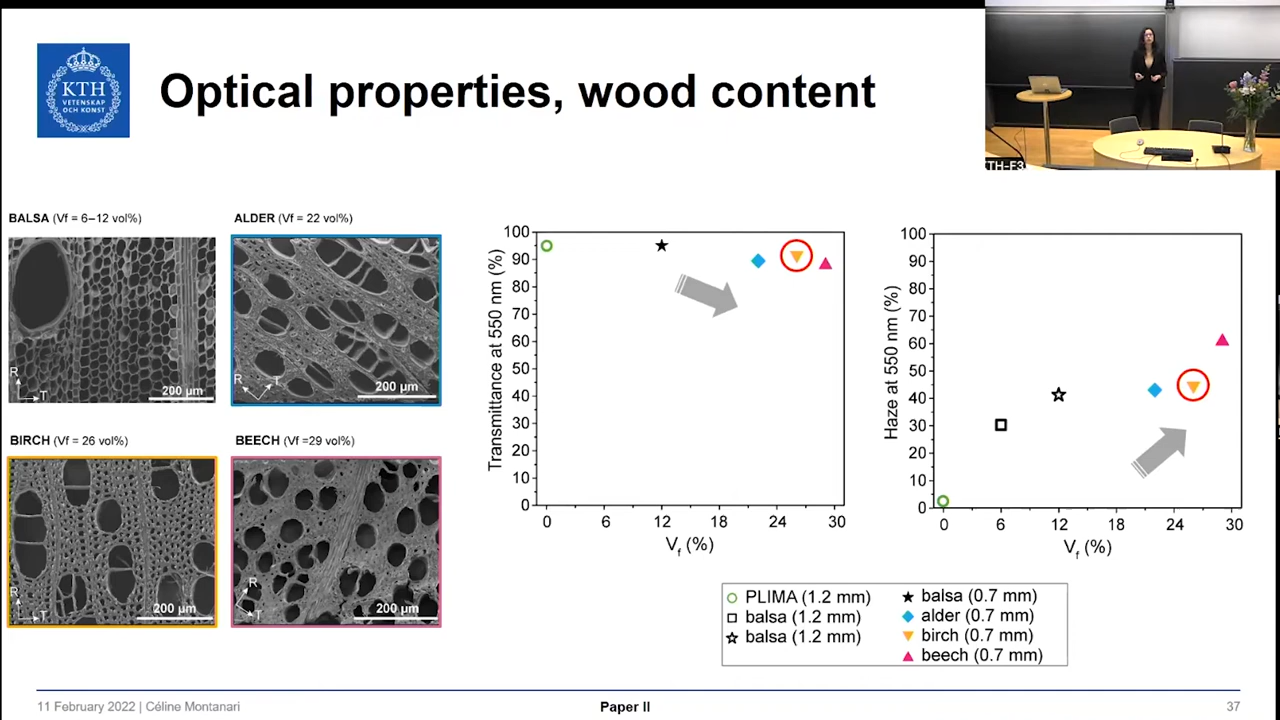 KTH
VETENSKAP
OCH KONST
Optical properties, wood content
KTH-F3
BALSA (Vf = 6–12 vol%)
R
T
200 µm
ALDER (Vf = 22 vol%)
R
T
200 µm
BIRCH (Vf = 26 vol%)
R
T
200 µm
BEECH (Vf =29 vol%)
R
T
200 µm
Transmittance at 550 nm (%)
100
90
80
70
60
50
40
30
20
10
0
0 6 12 18 24 30
Vf (%)
Haze at 550 nm (%)
100
90
80
70
60
50
40
30
20
10
0
0 6 12 18 24 30
Vf (%)
PLIMA (1.2 mm)
balsa (1.2 mm)
balsa (1.2 mm)
balsa (0.7 mm)
alder (0.7 mm)
birch (0.7 mm)
beech (0.7 mm)
11 February 2022 | Céline Montanari
Paper II
37